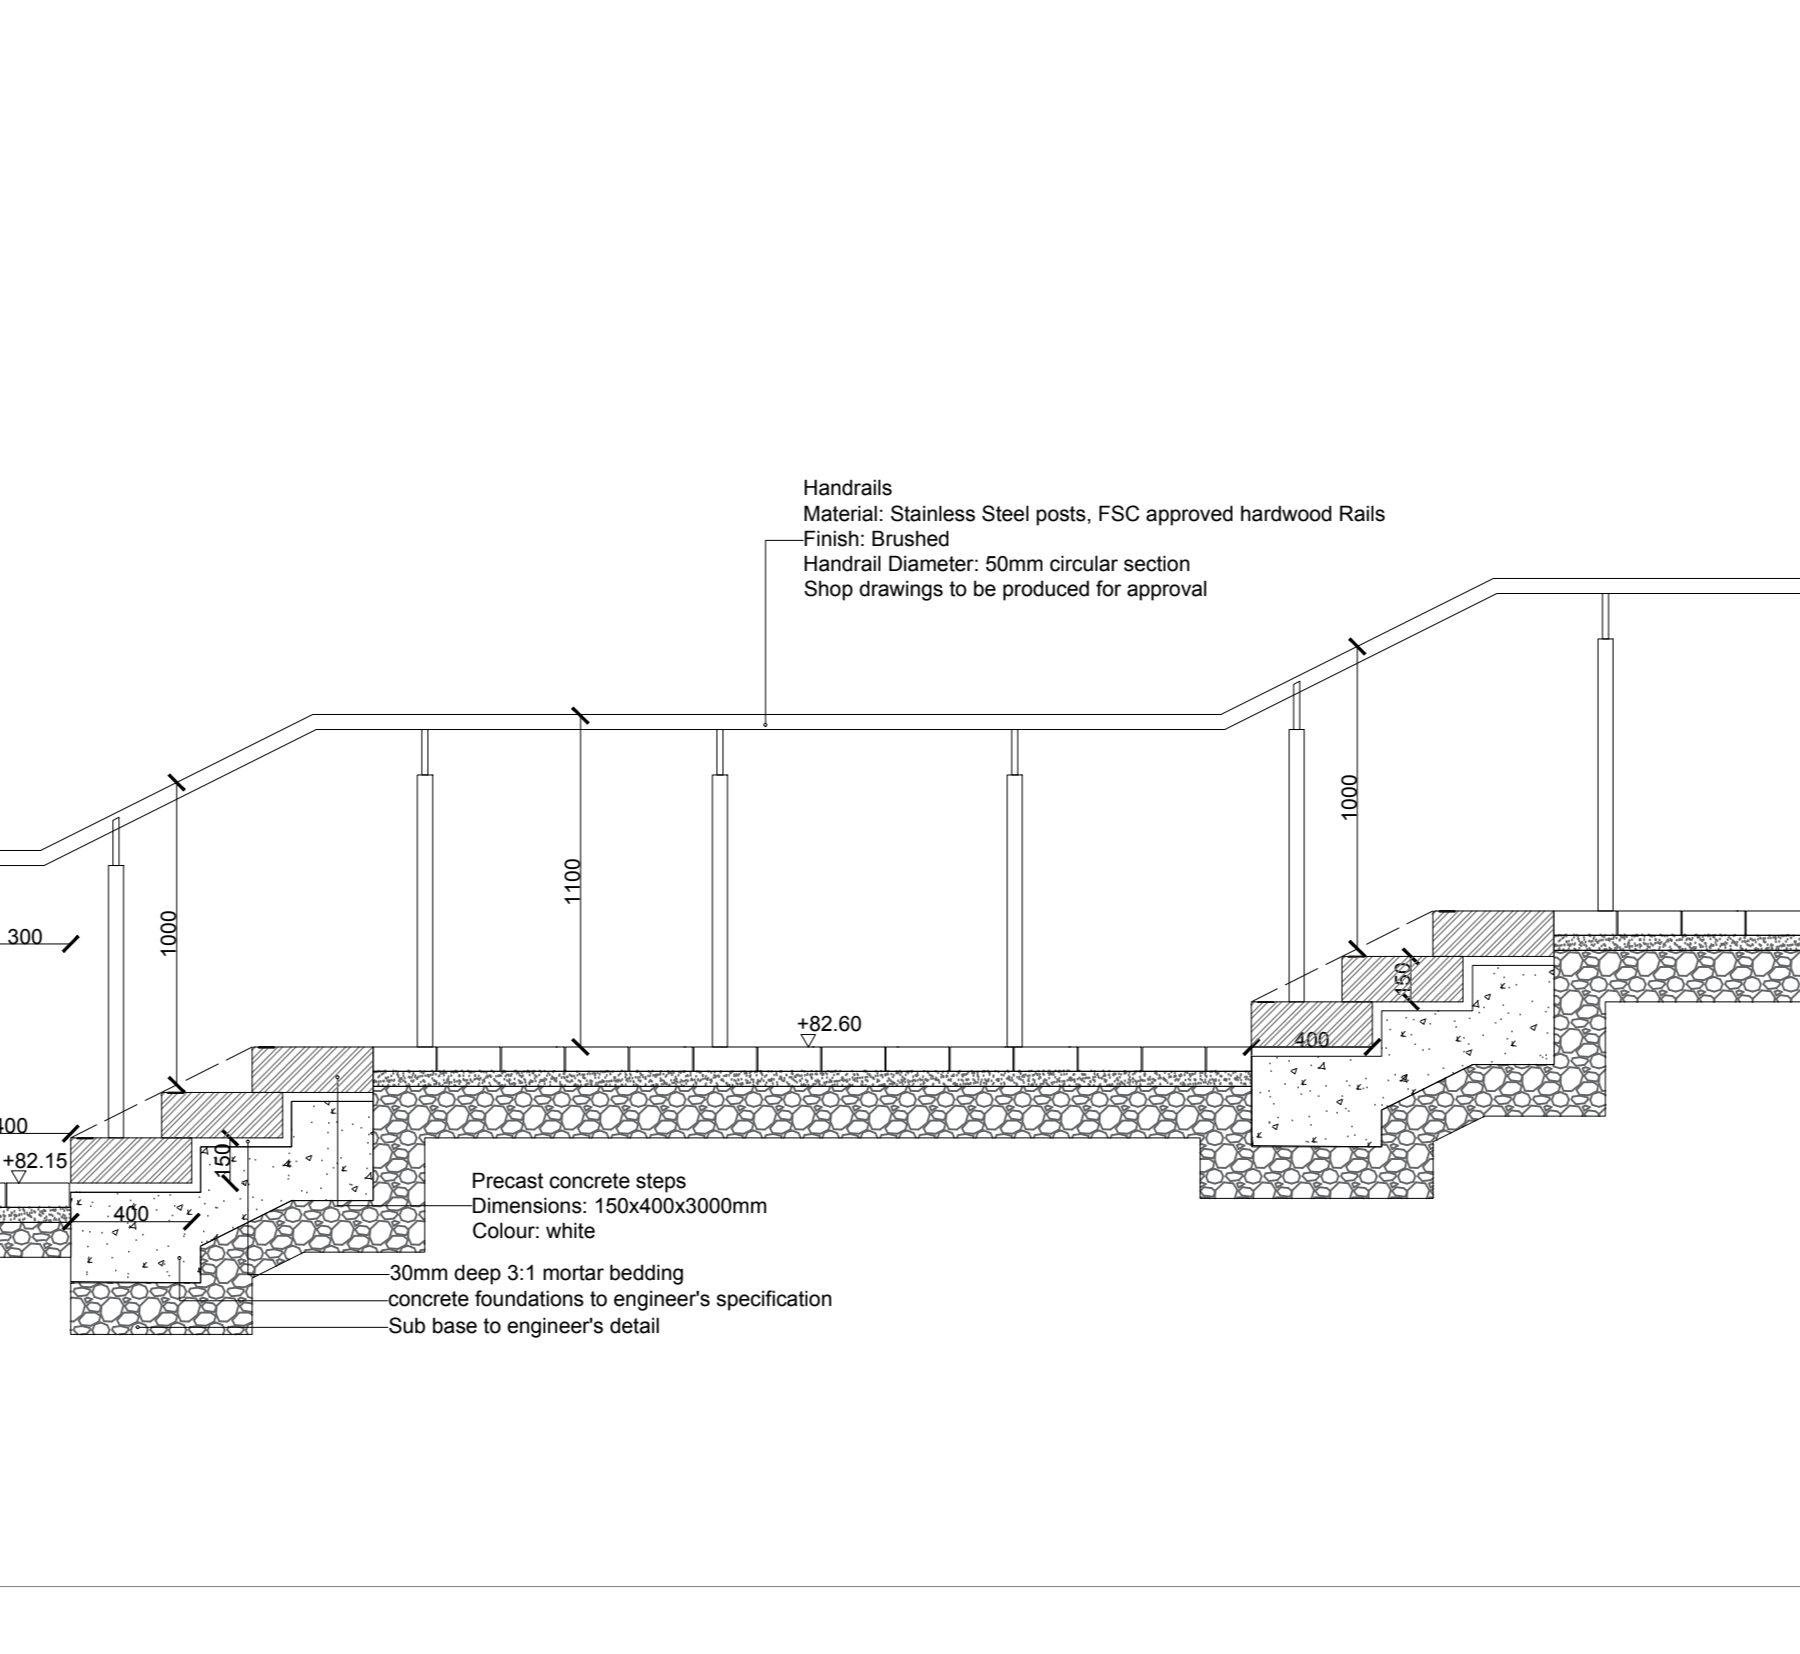 Handrails
Material: Stainless Steel posts, FSC approved hardwood Rails
Finish: Brushed
Handrail Diameter: 50mm circular section
Shop drawings to be produced for approval
1000
1000
1100
300
1000
+82.60
150
400
400
+82.15
150
400
Precast concrete steps
Dimensions: 150x400x3000mm
Colour: white
30mm deep 3:1 mortar bedding
concrete foundations to engineer's specification
Sub base to engineer's detail